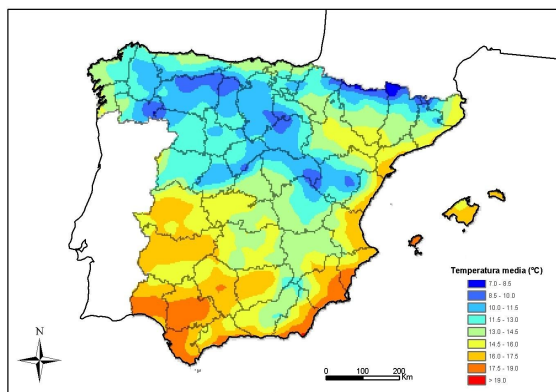 Temperatura media (ºC)
7.0 - 8.5
8.5 - 10.0
10.0 - 11.5
11.5 - 13.0
13.0 - 14.5
14.5 - 16.0
16.0 - 17.5
17.5 - 19.0
> 19.0
N
0
100
200
Km